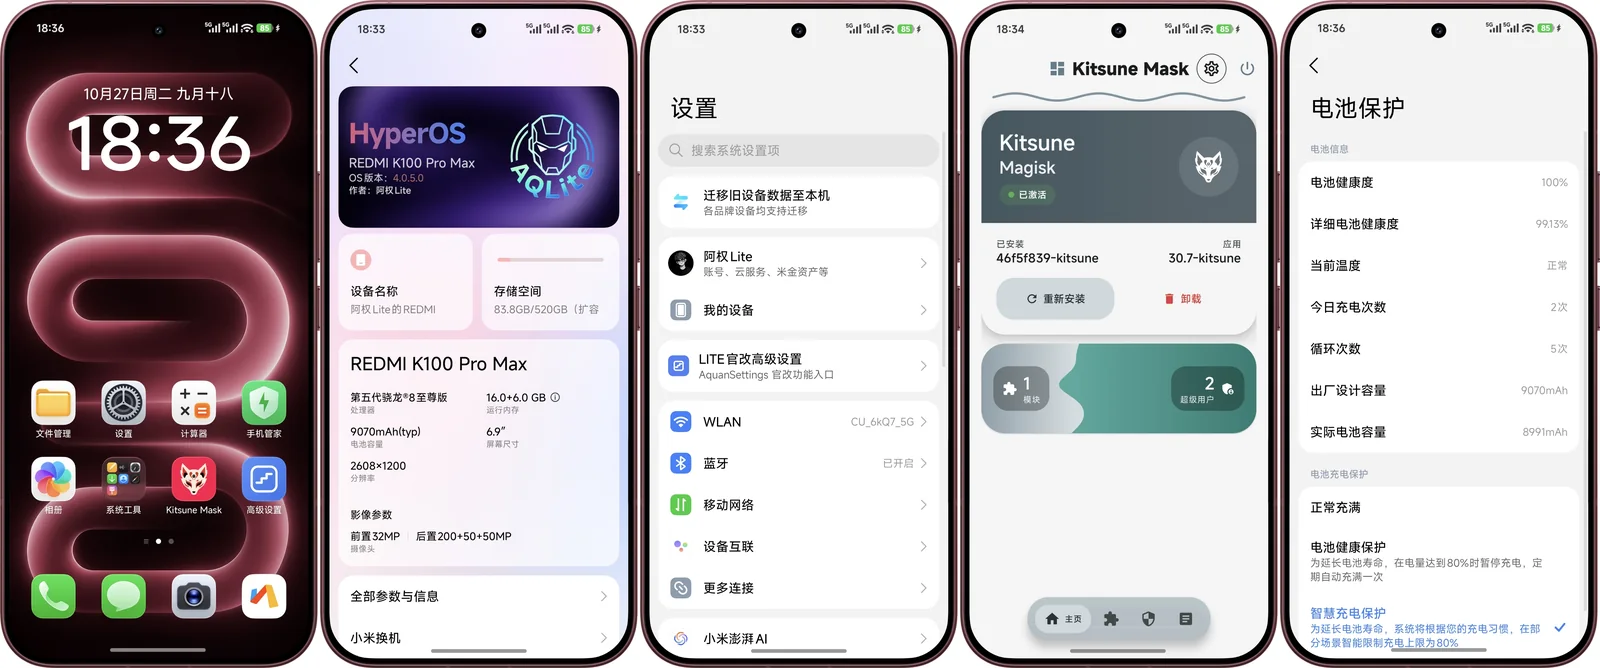 18:36
5G 5G 85
10月27日周二 九月十八
18:36
文件管理
设置
计算器
手机管家
相册
系统工具
Kitsune Mask
高级设置
18:33
5G 5G 85
HyperOS
REDMI K100 Pro Max
OS版本：4.0.5.0
作者：阿权Lite
AQLite
设备名称
阿权Lite的REDMI
存储空间
83.8GB/520GB（扩容
REDMI K100 Pro Max
第五代骁龙®8至尊版
处理器
16.0+6.0 GB
运行内存
9070mAh(typ)
电池容量
6.9"
屏幕尺寸
2608×1200
分辨率
影像参数
前置32MP 后置200+50+50MP
摄像头
全部参数与信息
小米换机
18:33
5G 5G 85
设置
搜索系统设置项
迁移旧设备数据至本机
各品牌设备均支持迁移
阿权Lite
账号、云服务、米金资产等
我的设备
LITE官改高级设置
AquanSettings 官改功能入口
WLAN CU_6kQ7_5G
蓝牙 已开启
移动网络
设备互联
更多连接
小米澎湃AI
18:34
5G 5G 85
Kitsune Mask
Kitsune
Magisk
已激活
已安装
46f5f839-kitsune
应用
30.7-kitsune
重新安装
卸载
1
模块
2
超级用户
主页
18:36
5G 5G 85
电池保护
电池信息
电池健康度 100%
详细电池健康度 99.13%
当前温度 正常
今日充电次数 2次
循环次数 5次
出厂设计容量 9070mAh
实际电池容量 8991mAh
电池充电保护
正常充满
电池健康保护
为延长电池寿命，在电量达到80%时暂停充电，定
期自动充满一次
智慧充电保护
为延长电池寿命，系统将根据您的充电习惯，在部
分场景智能限制充电上限为80%